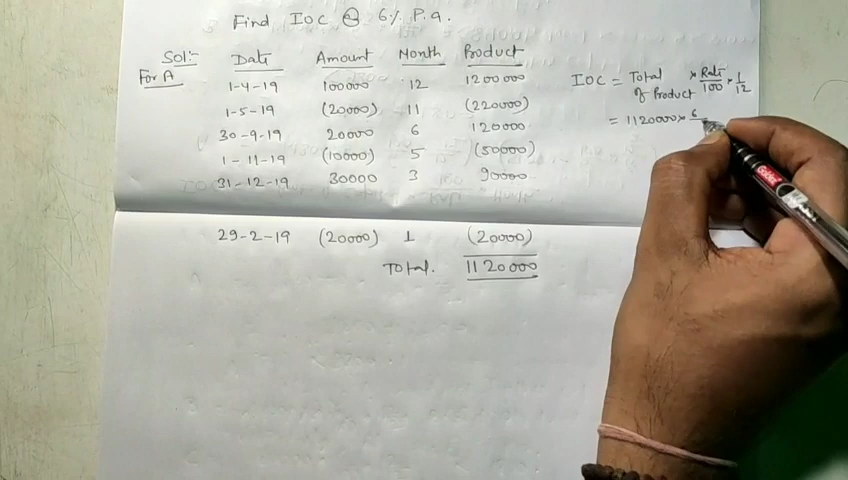 Find IOC @ 6% P.a.
Sol:-
For A
Date Amount Month Product
1-4-19 100000 12 1200000
1-5-19 (20000) 11 (220000)
30-9-19 20000 6 120000
1-11-19 (10000) 5 (50000)
31-12-19 30000 3 90000
29-2-19 (20000) 1 (20000)
Total. 1120000
IOC = Total of Product × Rate/100 × 1/12
= 1120000 × 6